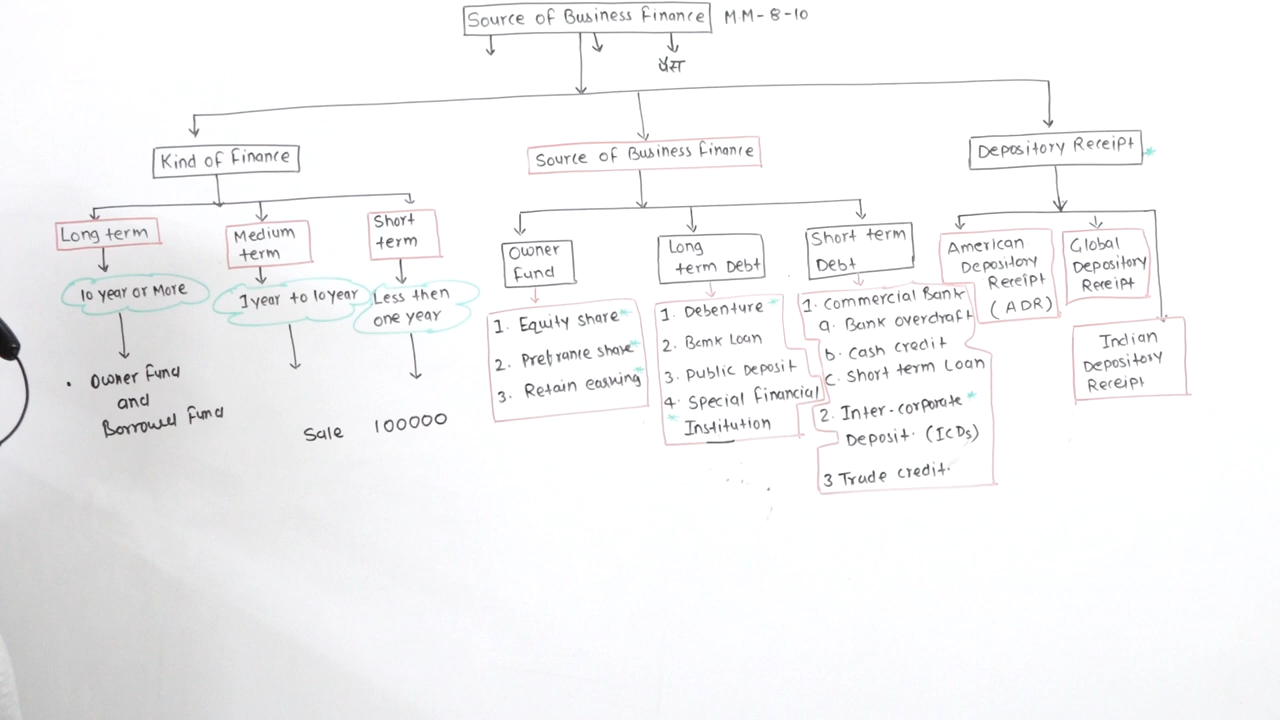 Source of Business Finance M.M-8-10
पैसा
Kind of Finance
Long term
10 year or More
Owner Fund
and
Borrowed Fund
Medium
term
1year to 10year
Short
term
Less then
one year
Sale 100000
Source of Business Finance
Owner
Fund
1. Equity share
2. Prefrance share
3. Retain earning
Long
term Debt
1. Debenture
2. Bank Loan
3. Public Deposit
4. Special Financial
Institution
Short term
Debt
1. Commercial Bank
a. Bank overdraft
b. Cash credit
C. Short term Loan
2. Inter-corporate
Deposit. (ICDs)
3 Trade credit.
Depository Receipt
American
Depository
Receipt
(ADR)
Global
Depository
Receipt
Indian
Depository
Receipt